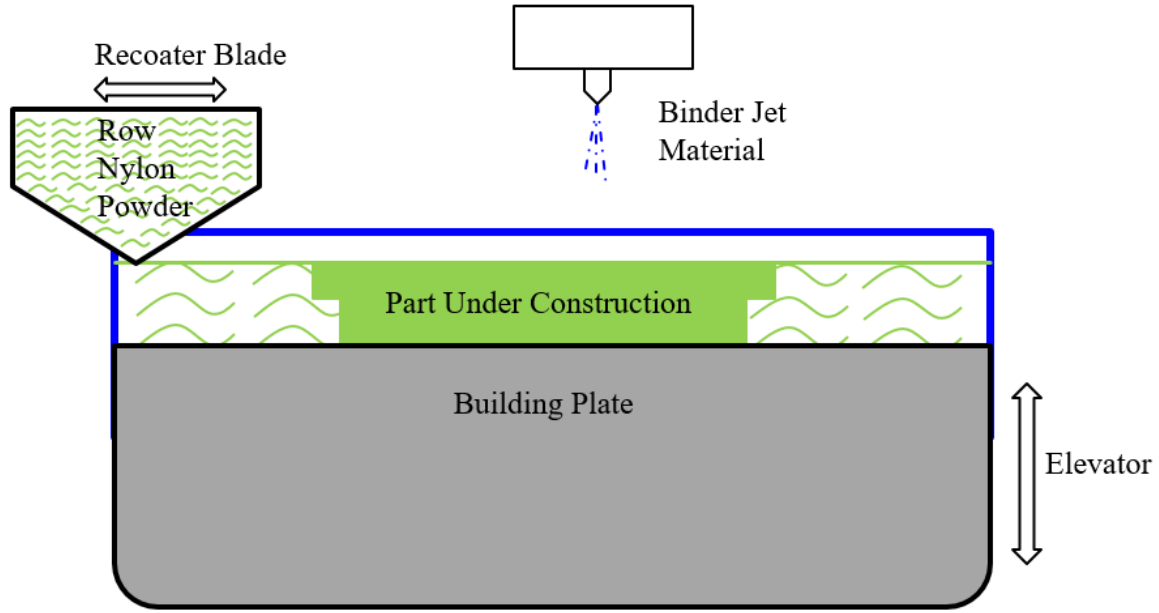 Recoater Blade
Row
Nylon
Powder
Binder Jet
Material
Part Under Construction
Building Plate
Elevator